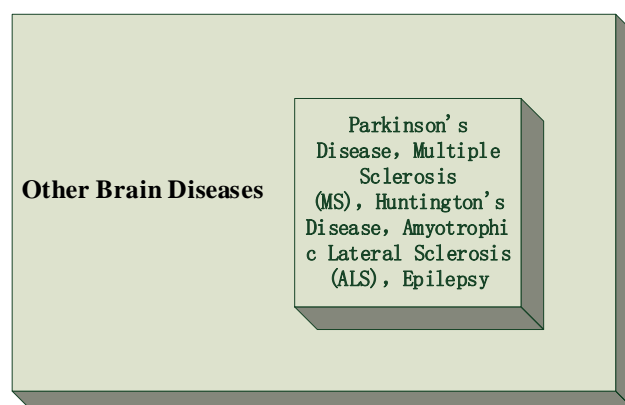 Other Brain Diseases
Parkinson's
Disease, Multiple
Sclerosis
(MS), Huntington's
Disease, Amyotrophi
c Lateral Sclerosis
(ALS), Epilepsy